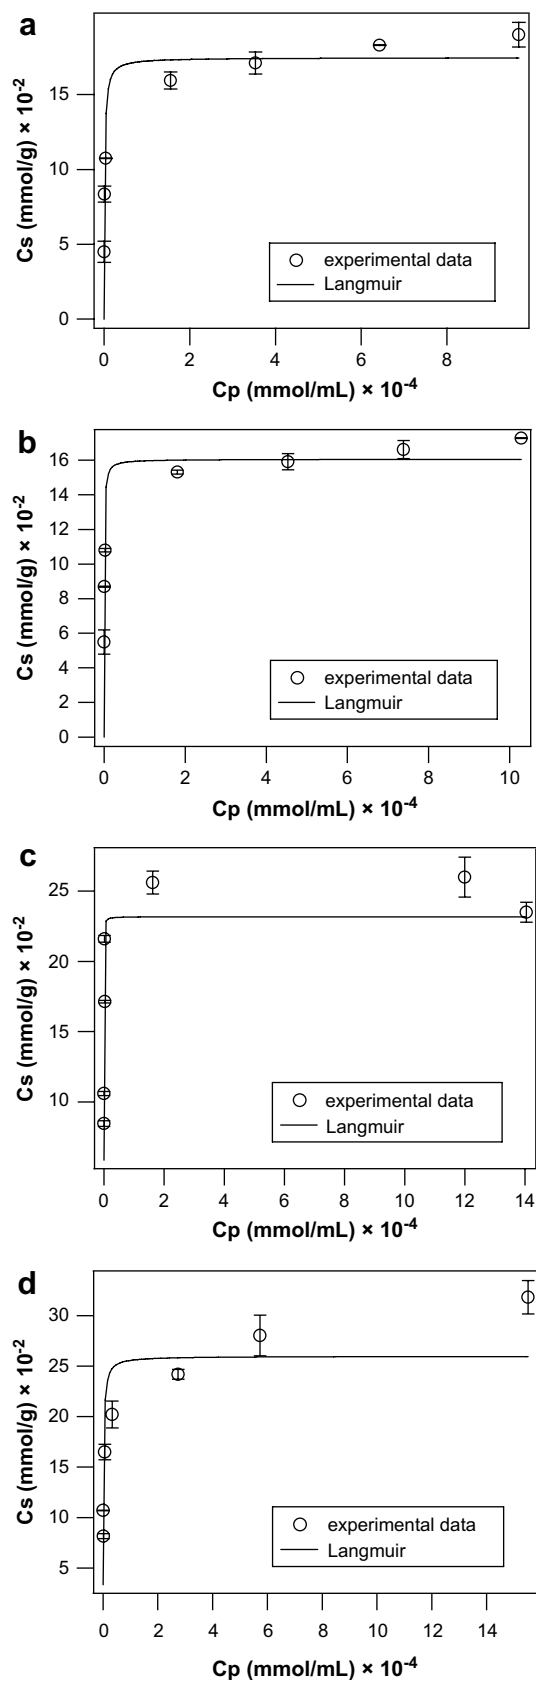 a
Cs (mmol/g) × 10⁻²
15
10
5
0
experimental data
Langmuir
0 2 4 6 8
Cp (mmol/mL) × 10⁻⁴
b
Cs (mmol/g) × 10⁻²
16
14
12
10
8
6
4
2
0
experimental data
Langmuir
0 2 4 6 8 10
Cp (mmol/mL) × 10⁻⁴
c
Cs (mmol/g) × 10⁻²
25
20
15
10
experimental data
Langmuir
0 2 4 6 8 10 12 14
Cp (mmol/mL) × 10⁻⁴
d
Cs (mmol/g) × 10⁻²
30
25
20
15
10
5
experimental data
Langmuir
0 2 4 6 8 10 12 14
Cp (mmol/mL) × 10⁻⁴